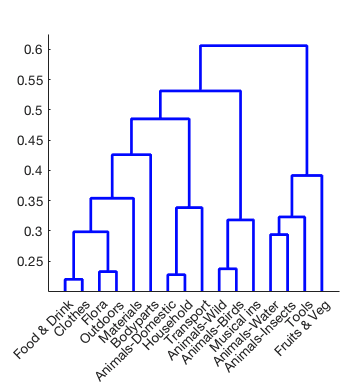 0.6
0.55
0.5
0.45
0.4
0.35
0.3
0.25
Food & Drink
Clothes
Flora
Outdoors
Materials
Bodyparts
Animals-Domestic
Household
Transport
Animals-Wild
Animals-Birds
Musical ins
Animals-Water
Animals-Insects
Tools
Fruits & Veg